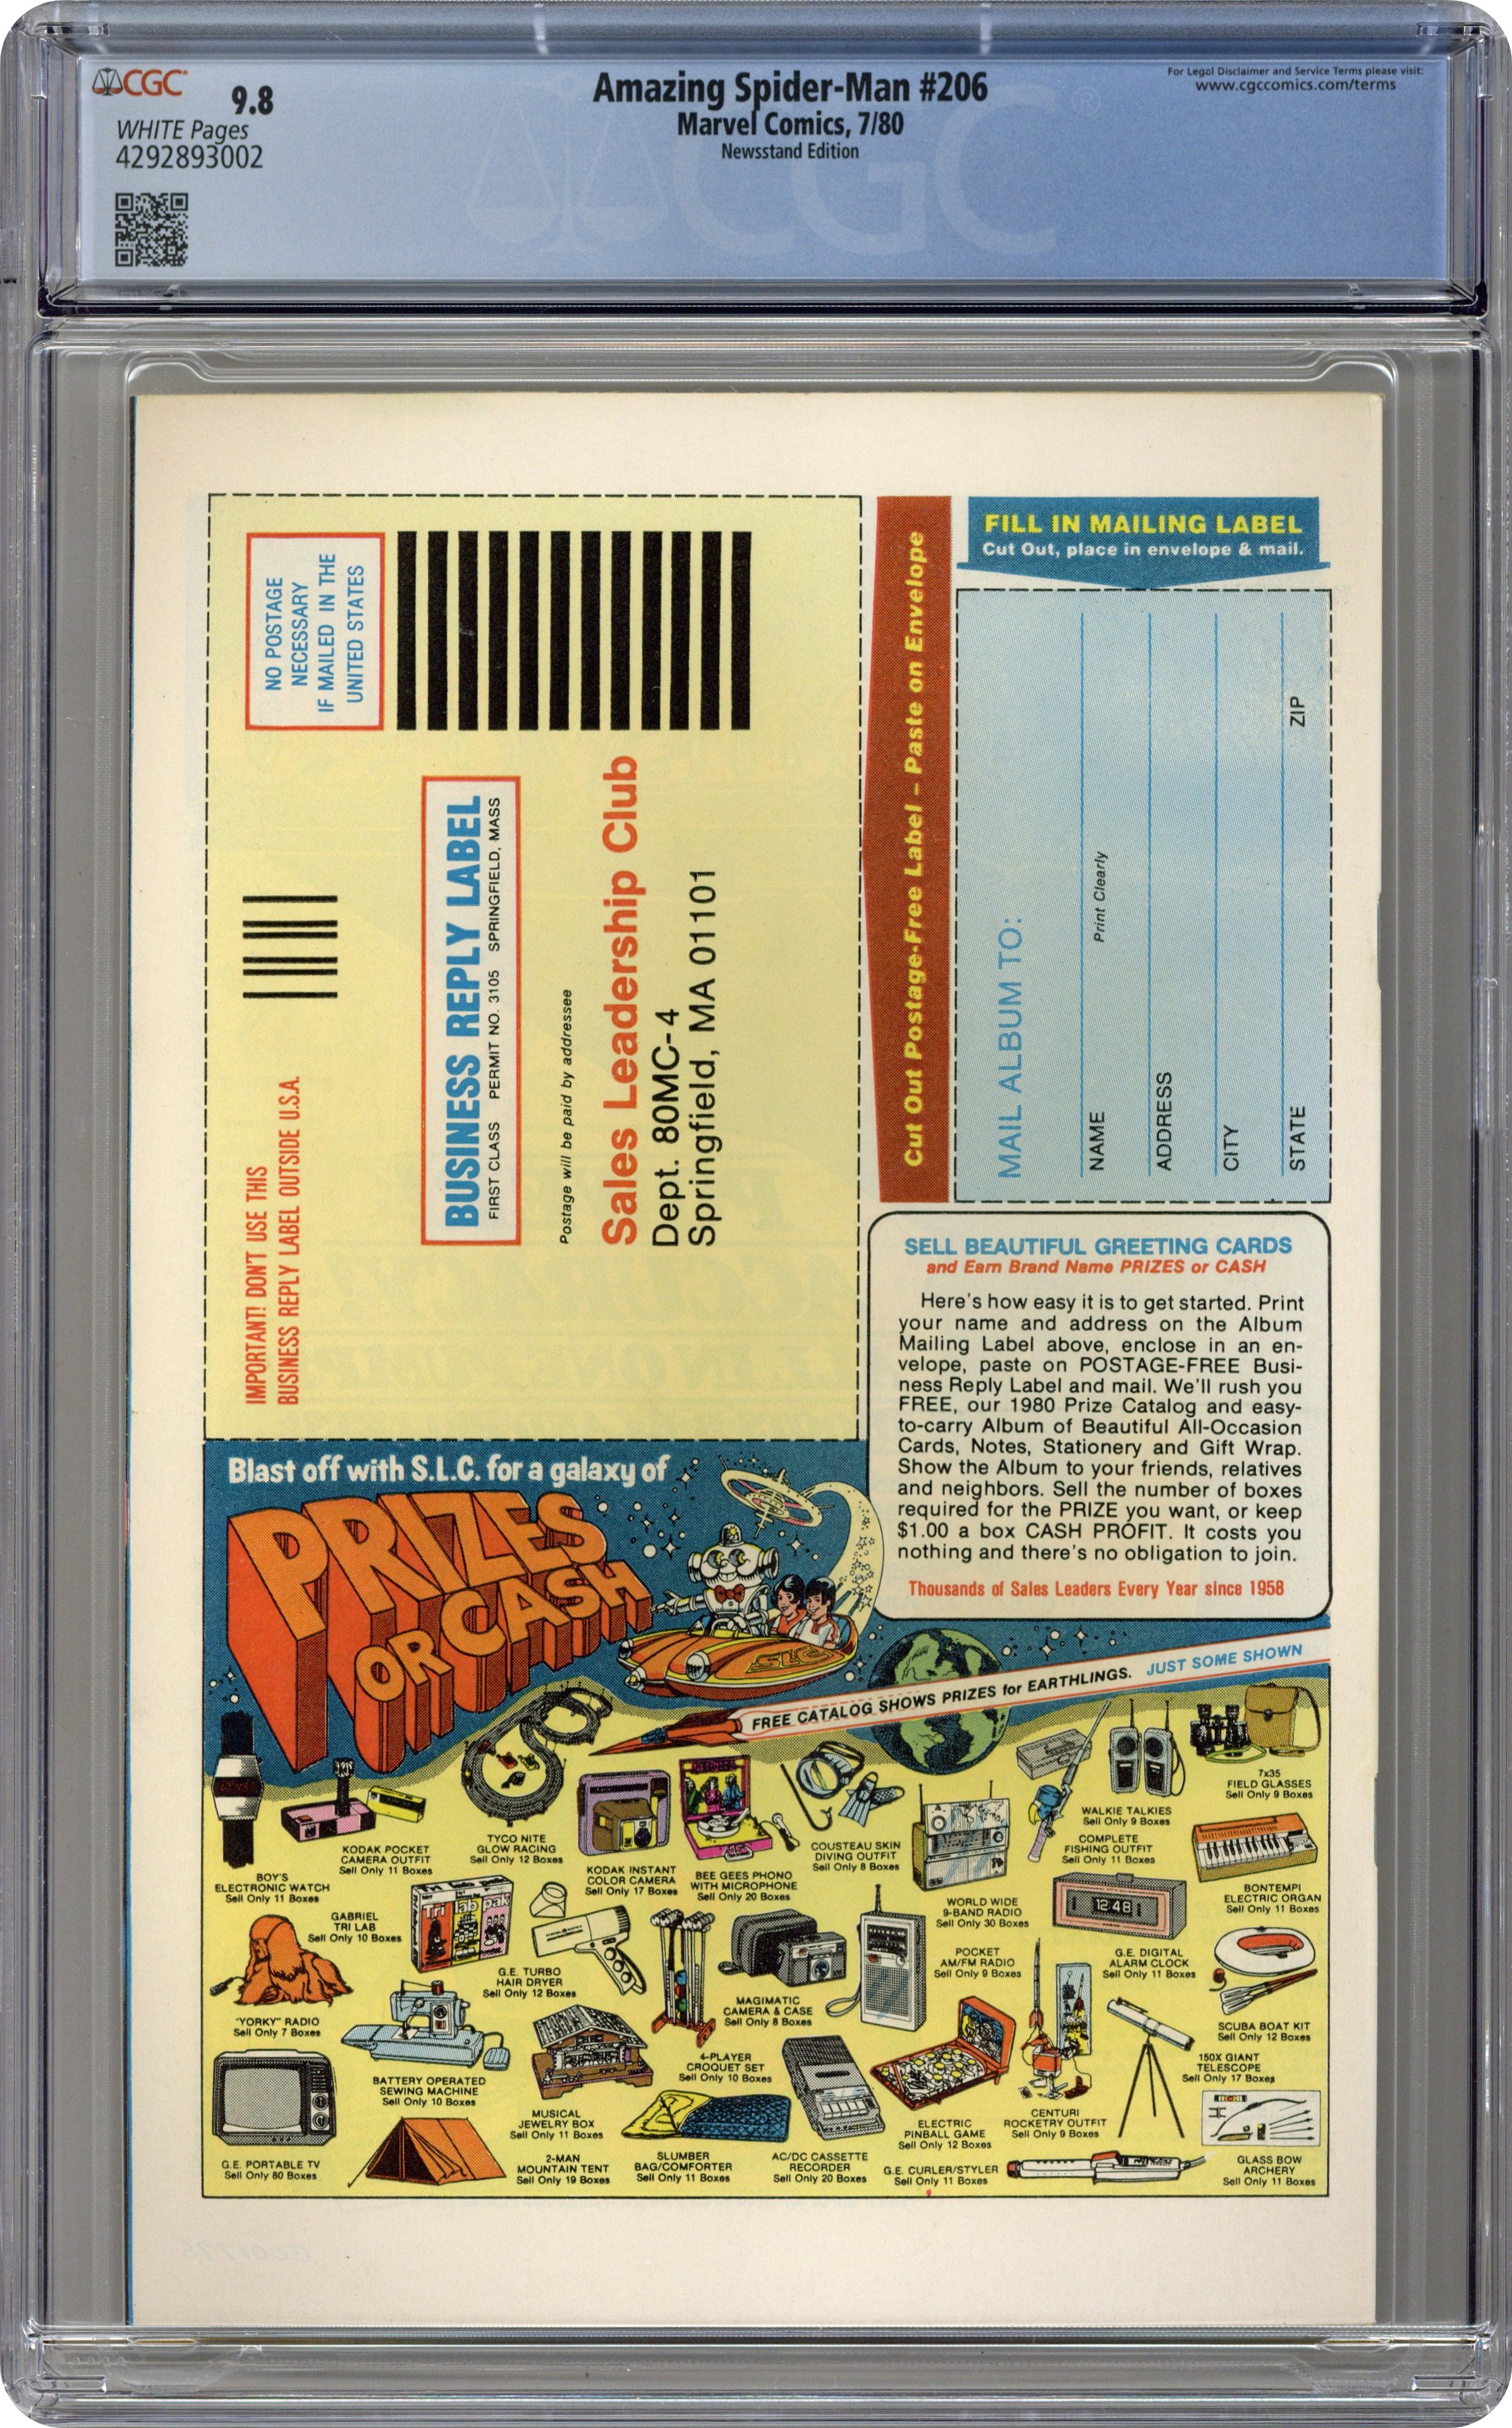 CGC
9.8
WHITE Pages
4292893002
Amazing Spider-Man #206
Marvel Comics, 7/80
Newsstand Edition
For Legal Disclaimer and Service Terms please visit:
www.cgccomics.com/terms
CGC
NO POSTAGE
NECESSARY
IF MAILED IN THE
UNITED STATES
IMPORTANT! DON'T USE THIS
BUSINESS REPLY LABEL OUTSIDE U.S.A.
BUSINESS REPLY LABEL
FIRST CLASS PERMIT NO. 3105 SPRINGFIELD, MASS
Postage will be paid by addressee
Sales Leadership Club
Dept. 80MC-4
Springfield, MA 01101
Cut Out Postage-Free Label – Paste on Envelope
FILL IN MAILING LABEL
Cut Out, place in envelope & mail.
MAIL ALBUM TO:
NAME
Print Clearly
ADDRESS
CITY
STATE ZIP
SELL BEAUTIFUL GREETING CARDS
and Earn Brand Name PRIZES or CASH
Here's how easy it is to get started. Print
your name and address on the Album
Mailing Label above, enclose in an en-
velope, paste on POSTAGE-FREE Busi-
ness Reply Label and mail. We'll rush you
FREE, our 1980 Prize Catalog and easy-
to-carry Album of Beautiful All-Occasion
Cards, Notes, Stationery and Gift Wrap.
Show the Album to your friends, relatives
and neighbors. Sell the number of boxes
required for the PRIZE you want, or keep
$1.00 a box CASH PROFIT. It costs you
nothing and there's no obligation to join.
Thousands of Sales Leaders Every Year since 1958
Blast off with S.L.C. for a galaxy of
PRIZES
OR CASH
SLC
FREE CATALOG SHOWS PRIZES for EARTHLINGS. JUST SOME SHOWN
BOY'S
ELECTRONIC WATCH
Sell Only 11 Boxes
KODAK POCKET
CAMERA OUTFIT
Sell Only 11 Boxes
TYCO NITE
GLOW RACING
Sell Only 12 Boxes
KODAK INSTANT
COLOR CAMERA
Sell Only 17 Boxes
BEE GEES PHONO
WITH MICROPHONE
Sell Only 20 Boxes
COUSTEAU SKIN
DIVING OUTFIT
Sell Only 8 Boxes
WORLD WIDE
9-BAND RADIO
Sell Only 30 Boxes
WALKIE TALKIES
Sell Only 9 Boxes
COMPLETE
FISHING OUTFIT
Sell Only 11 Boxes
7x35
FIELD GLASSES
Sell Only 9 Boxes
BONTEMPI
ELECTRIC ORGAN
Sell Only 11 Boxes
GABRIEL
TRI LAB
Sell Only 10 Boxes
Tri lab pak
G.E. TURBO
HAIR DRYER
Sell Only 12 Boxes
MAGIMATIC
CAMERA & CASE
Sell Only 8 Boxes
POCKET
AM/FM RADIO
Sell Only 9 Boxes
12:48
G.E. DIGITAL
ALARM CLOCK
Sell Only 11 Boxes
SCUBA BOAT KIT
Sell Only 12 Boxes
"YORKY" RADIO
Sell Only 7 Boxes
BATTERY OPERATED
SEWING MACHINE
Sell Only 10 Boxes
MUSICAL
JEWELRY BOX
Sell Only 11 Boxes
4-PLAYER
CROQUET SET
Sell Only 10 Boxes
ELECTRIC
PINBALL GAME
Sell Only 12 Boxes
CENTURI
ROCKETRY OUTFIT
Sell Only 9 Boxes
150X GIANT
TELESCOPE
Sell Only 17 Boxes
G.E. PORTABLE TV
Sell Only 80 Boxes
2-MAN
MOUNTAIN TENT
Sell Only 19 Boxes
SLUMBER
BAG/COMFORTER
Sell Only 11 Boxes
AC/DC CASSETTE
RECORDER
Sell Only 20 Boxes
G.E. CURLER/STYLER
Sell Only 11 Boxes
GLASS BOW
ARCHERY
Sell Only 11 Boxes